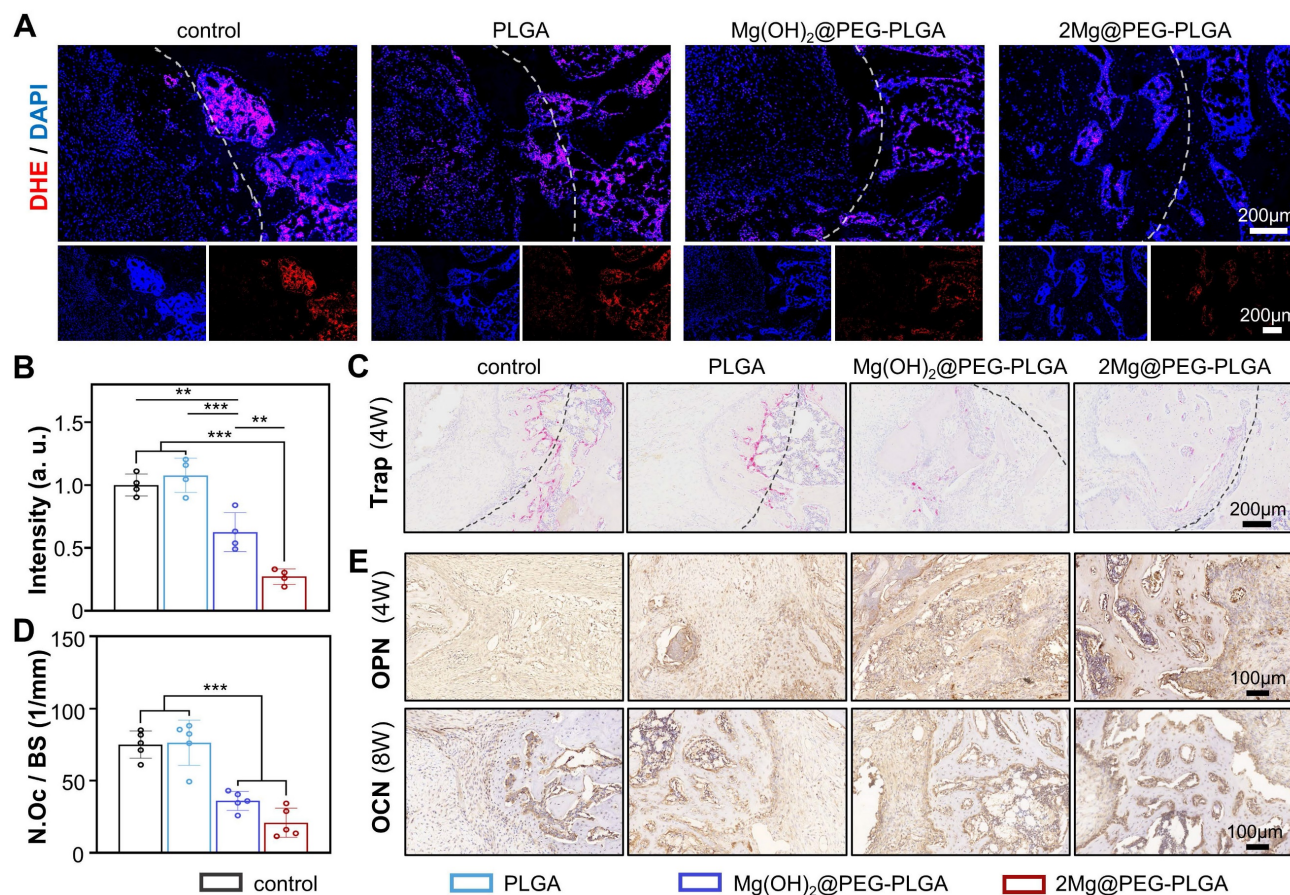 A
control
PLGA
Mg(OH)₂@PEG-PLGA
2Mg@PEG-PLGA
DHE / DAPI
200μm
200μm
B
Intensity (a. u.)
1.5
1.0
0.5
0
**
***
**
***
C
control
PLGA
Mg(OH)₂@PEG-PLGA
2Mg@PEG-PLGA
Trap (4W)
200μm
D
N.Oc / BS (1/mm)
150
100
50
0
***
E
OPN (4W)
100μm
OCN (8W)
100μm
control
PLGA
Mg(OH)₂@PEG-PLGA
2Mg@PEG-PLGA